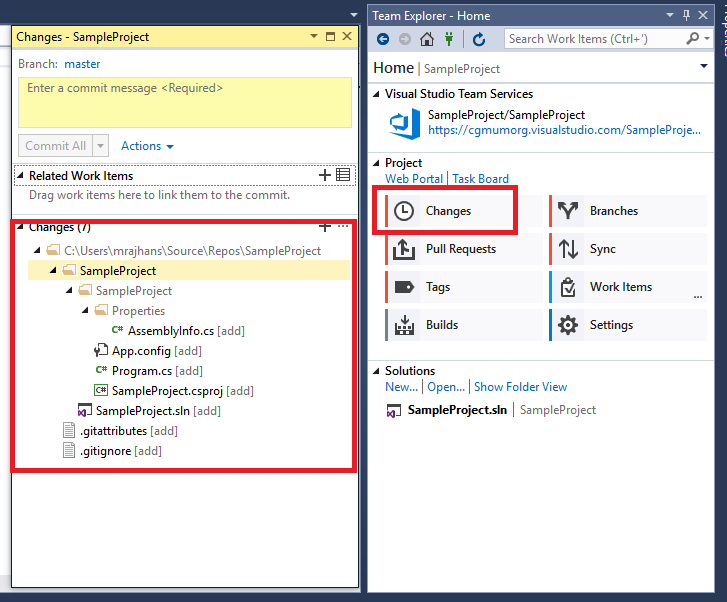 Changes - SampleProject
Branch: master
Enter a commit message <Required>
Commit All
Actions
Related Work Items
Drag work items here to link them to the commit.
Changes (7)
C:\Users\mrajhans\Source\Repos\SampleProject
SampleProject
SampleProject
Properties
C# AssemblyInfo.cs [add]
App.config [add]
C# Program.cs [add]
C# SampleProject.csproj [add]
SampleProject.sln [add]
.gitattributes [add]
.gitignore [add]
Team Explorer - Home
Search Work Items (Ctrl+')
Home | SampleProject
Visual Studio Team Services
SampleProject/SampleProject
https://cgmumorg.visualstudio.com/SampleProje...
Project
Web Portal | Task Board
Changes
Branches
Pull Requests
Sync
Tags
Work Items
...
Builds
Settings
Solutions
New... | Open... | Show Folder View
SampleProject.sln | SampleProject